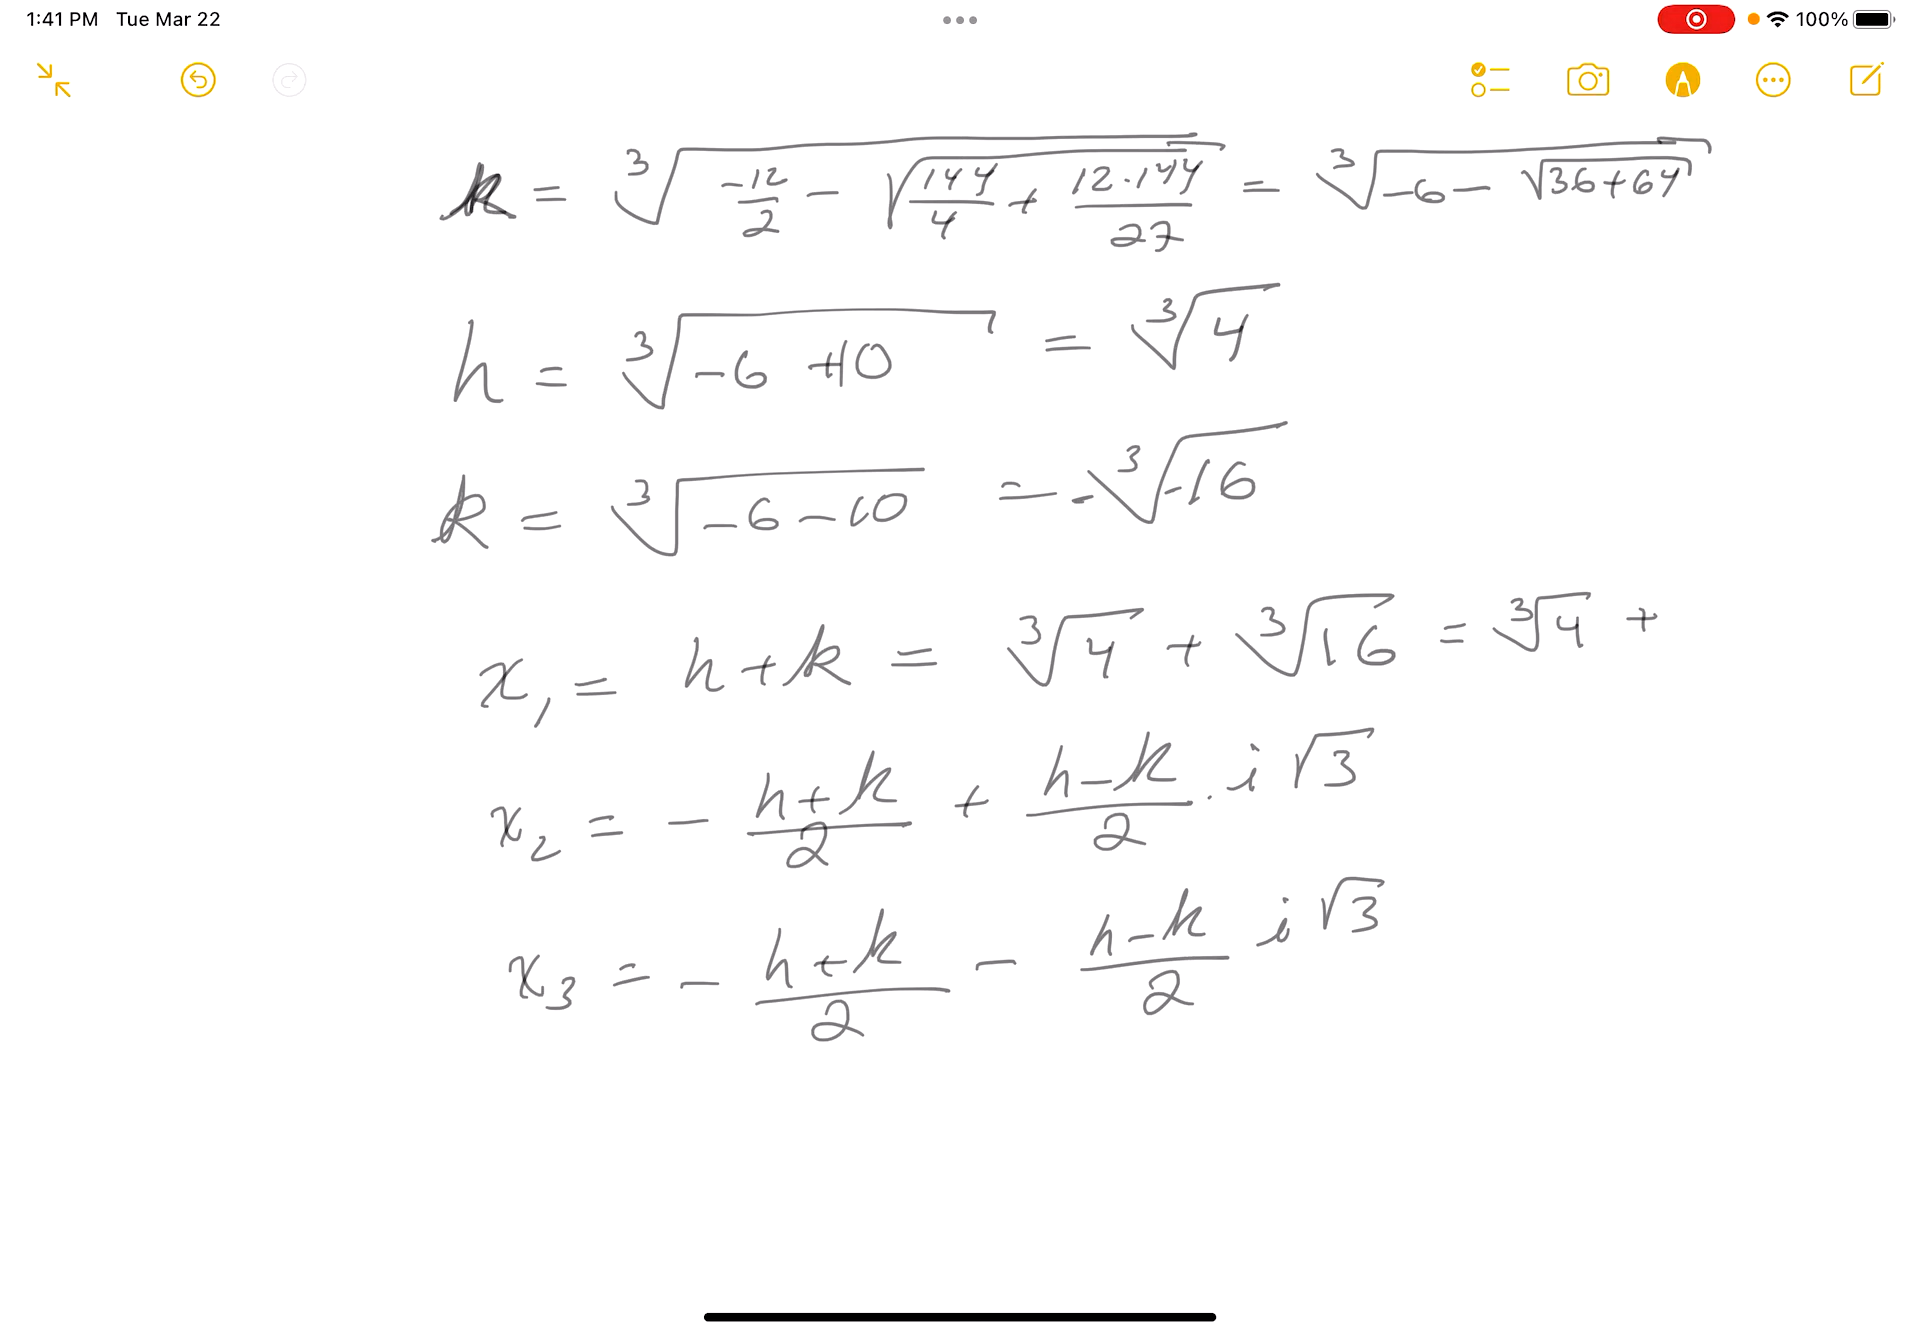 1:41 PM Tue Mar 22 100%
k = ∛(-12/2 - √(144/4 + 12·144/27)) = ∛(-6 - √(36+64))
h = ∛(-6 +10) = ∛4
k = ∛(-6-10) = -∛(-16)
x₁ = h+k = ∛4 + ∛16 = ∛4 +
x₂ = - (h+k)/2 + (h-k)/2 · i √3
x₃ = - (h+k)/2 - (h-k)/2 i √3